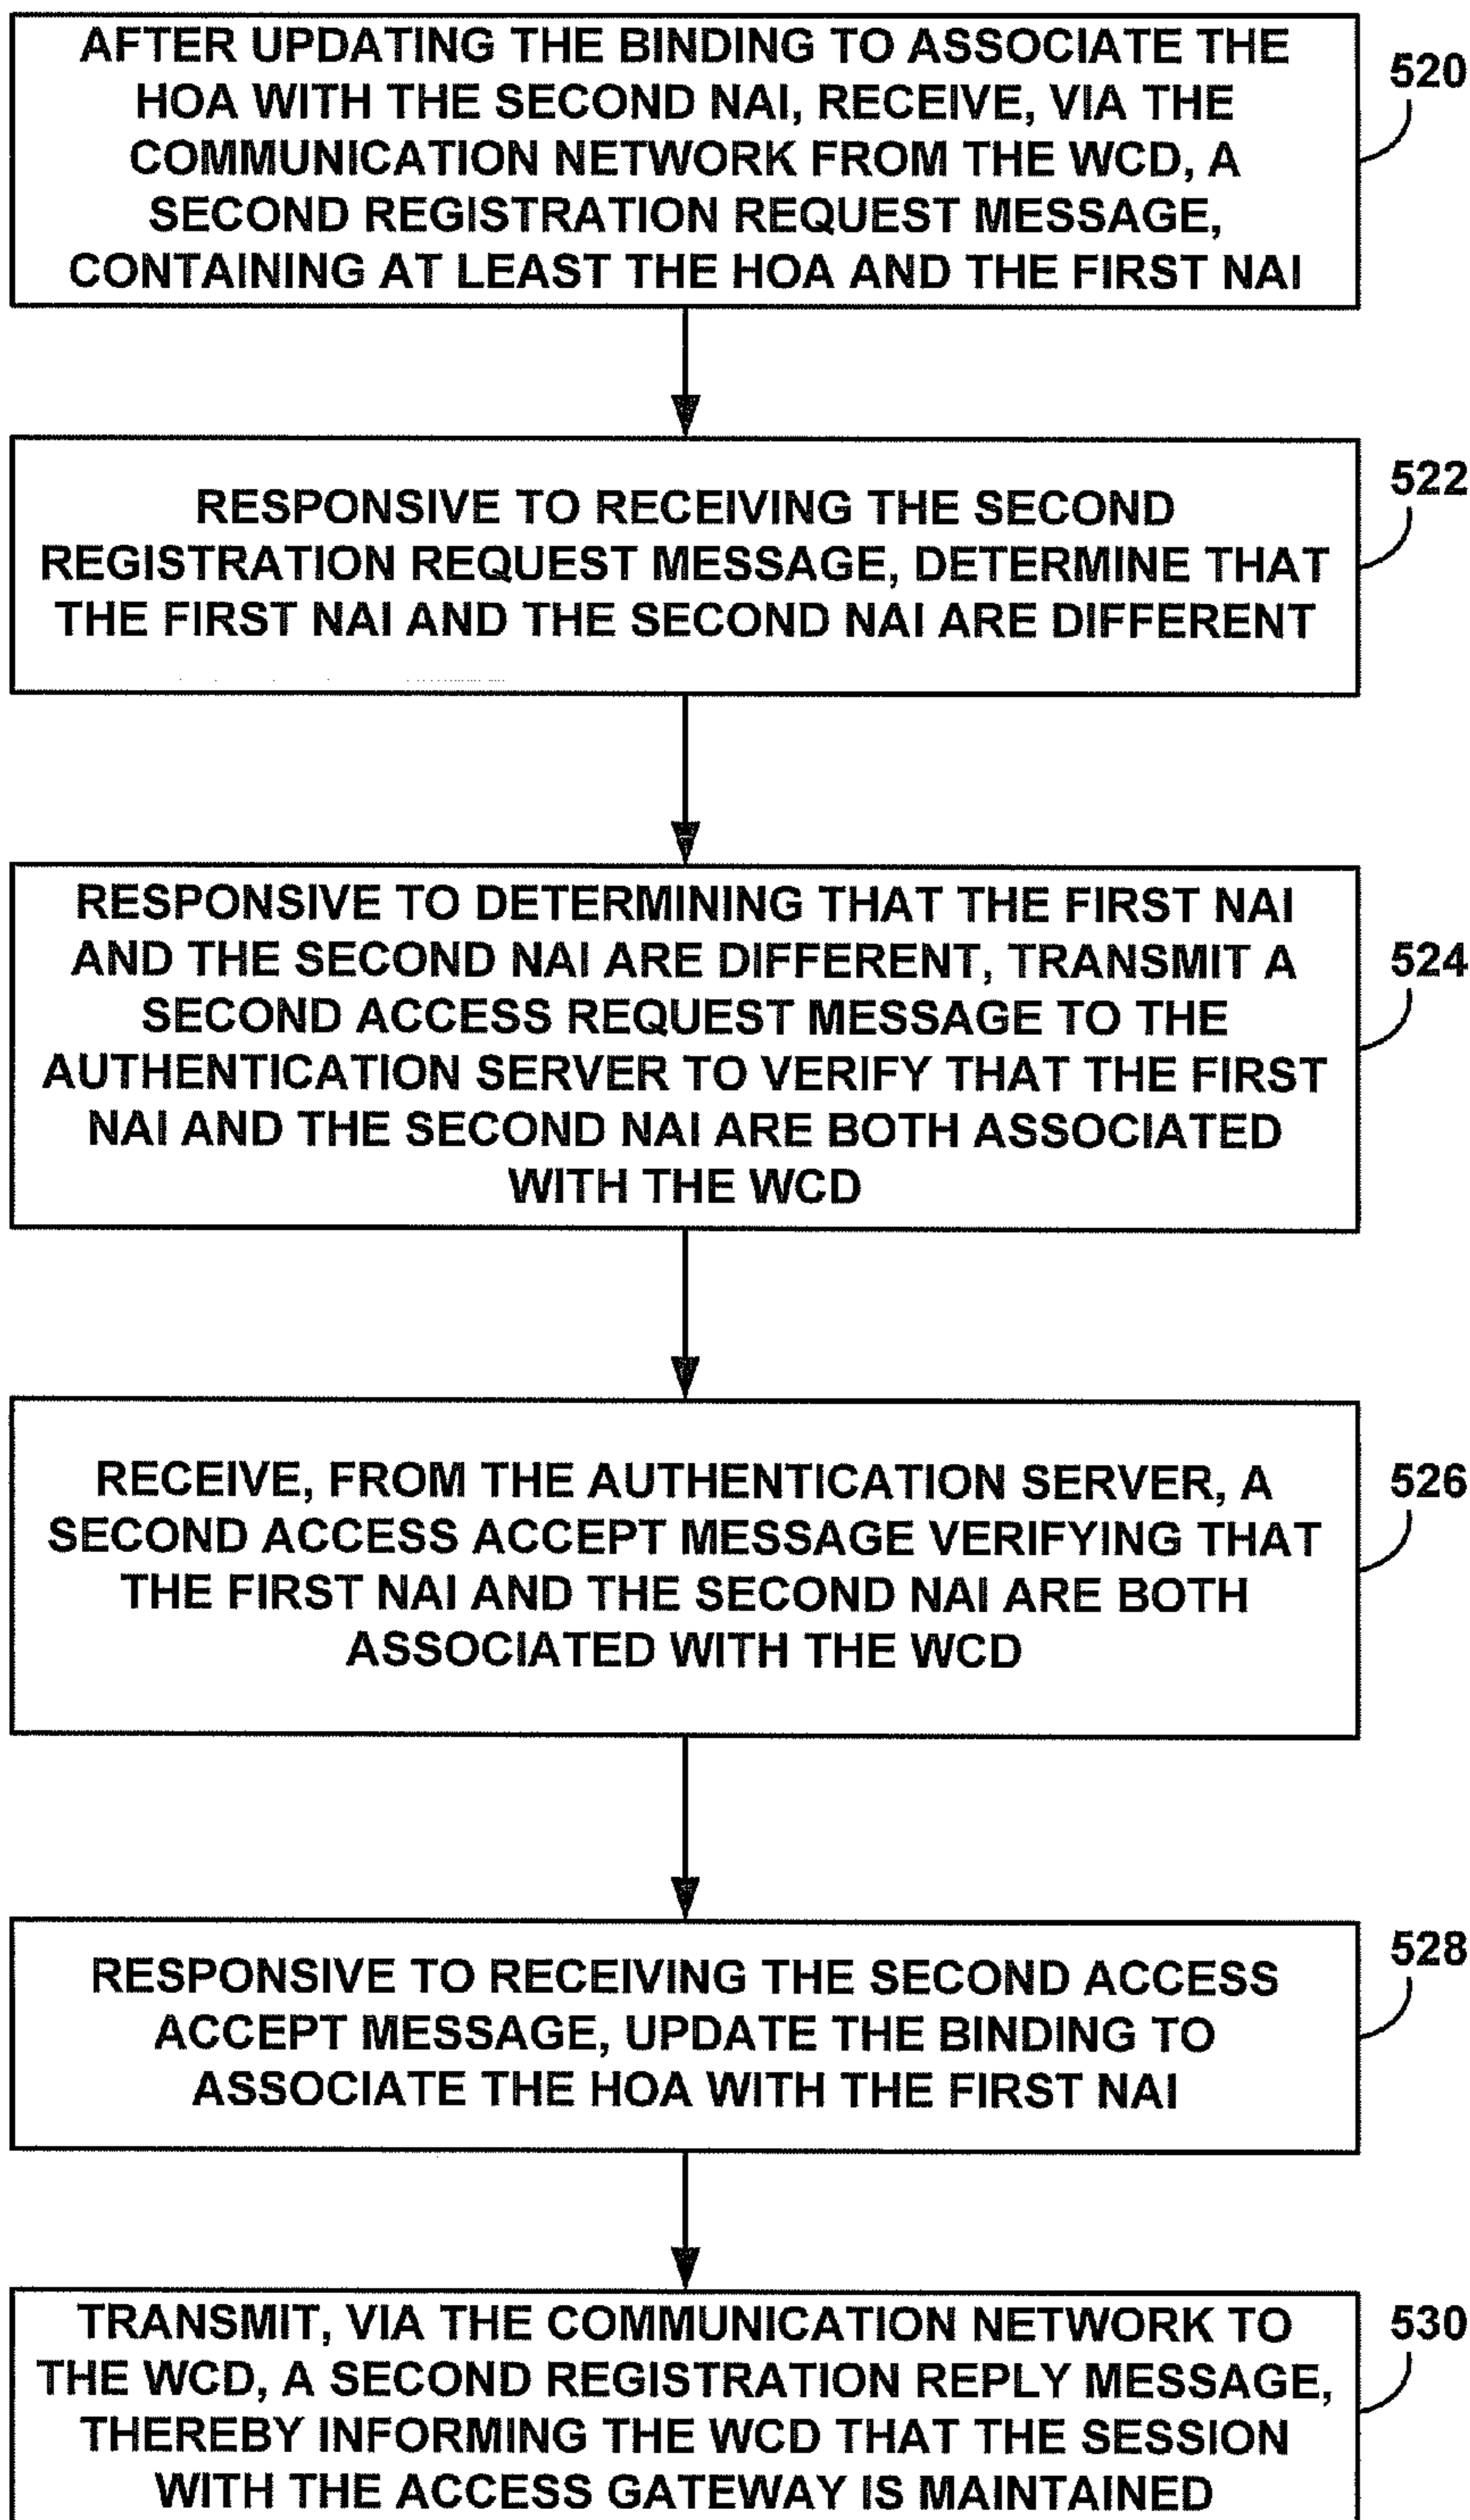 AFTER UPDATING THE BINDING TO ASSOCIATE THE
HOA WITH THE SECOND NAI, RECEIVE, VIA THE
COMMUNICATION NETWORK FROM THE WCD, A
SECOND REGISTRATION REQUEST MESSAGE,
CONTAINING AT LEAST THE HOA AND THE FIRST NAI
520
RESPONSIVE TO RECEIVING THE SECOND
REGISTRATION REQUEST MESSAGE, DETERMINE THAT
THE FIRST NAI AND THE SECOND NAI ARE DIFFERENT
522
RESPONSIVE TO DETERMINING THAT THE FIRST NAI
AND THE SECOND NAI ARE DIFFERENT, TRANSMIT A
SECOND ACCESS REQUEST MESSAGE TO THE
AUTHENTICATION SERVER TO VERIFY THAT THE FIRST
NAI AND THE SECOND NAI ARE BOTH ASSOCIATED
WITH THE WCD
524
RECEIVE, FROM THE AUTHENTICATION SERVER, A
SECOND ACCESS ACCEPT MESSAGE VERIFYING THAT
THE FIRST NAI AND THE SECOND NAI ARE BOTH
ASSOCIATED WITH THE WCD
526
RESPONSIVE TO RECEIVING THE SECOND ACCESS
ACCEPT MESSAGE, UPDATE THE BINDING TO
ASSOCIATE THE HOA WITH THE FIRST NAI
528
TRANSMIT, VIA THE COMMUNICATION NETWORK TO
THE WCD, A SECOND REGISTRATION REPLY MESSAGE,
THEREBY INFORMING THE WCD THAT THE SESSION
WITH THE ACCESS GATEWAY IS MAINTAINED
530